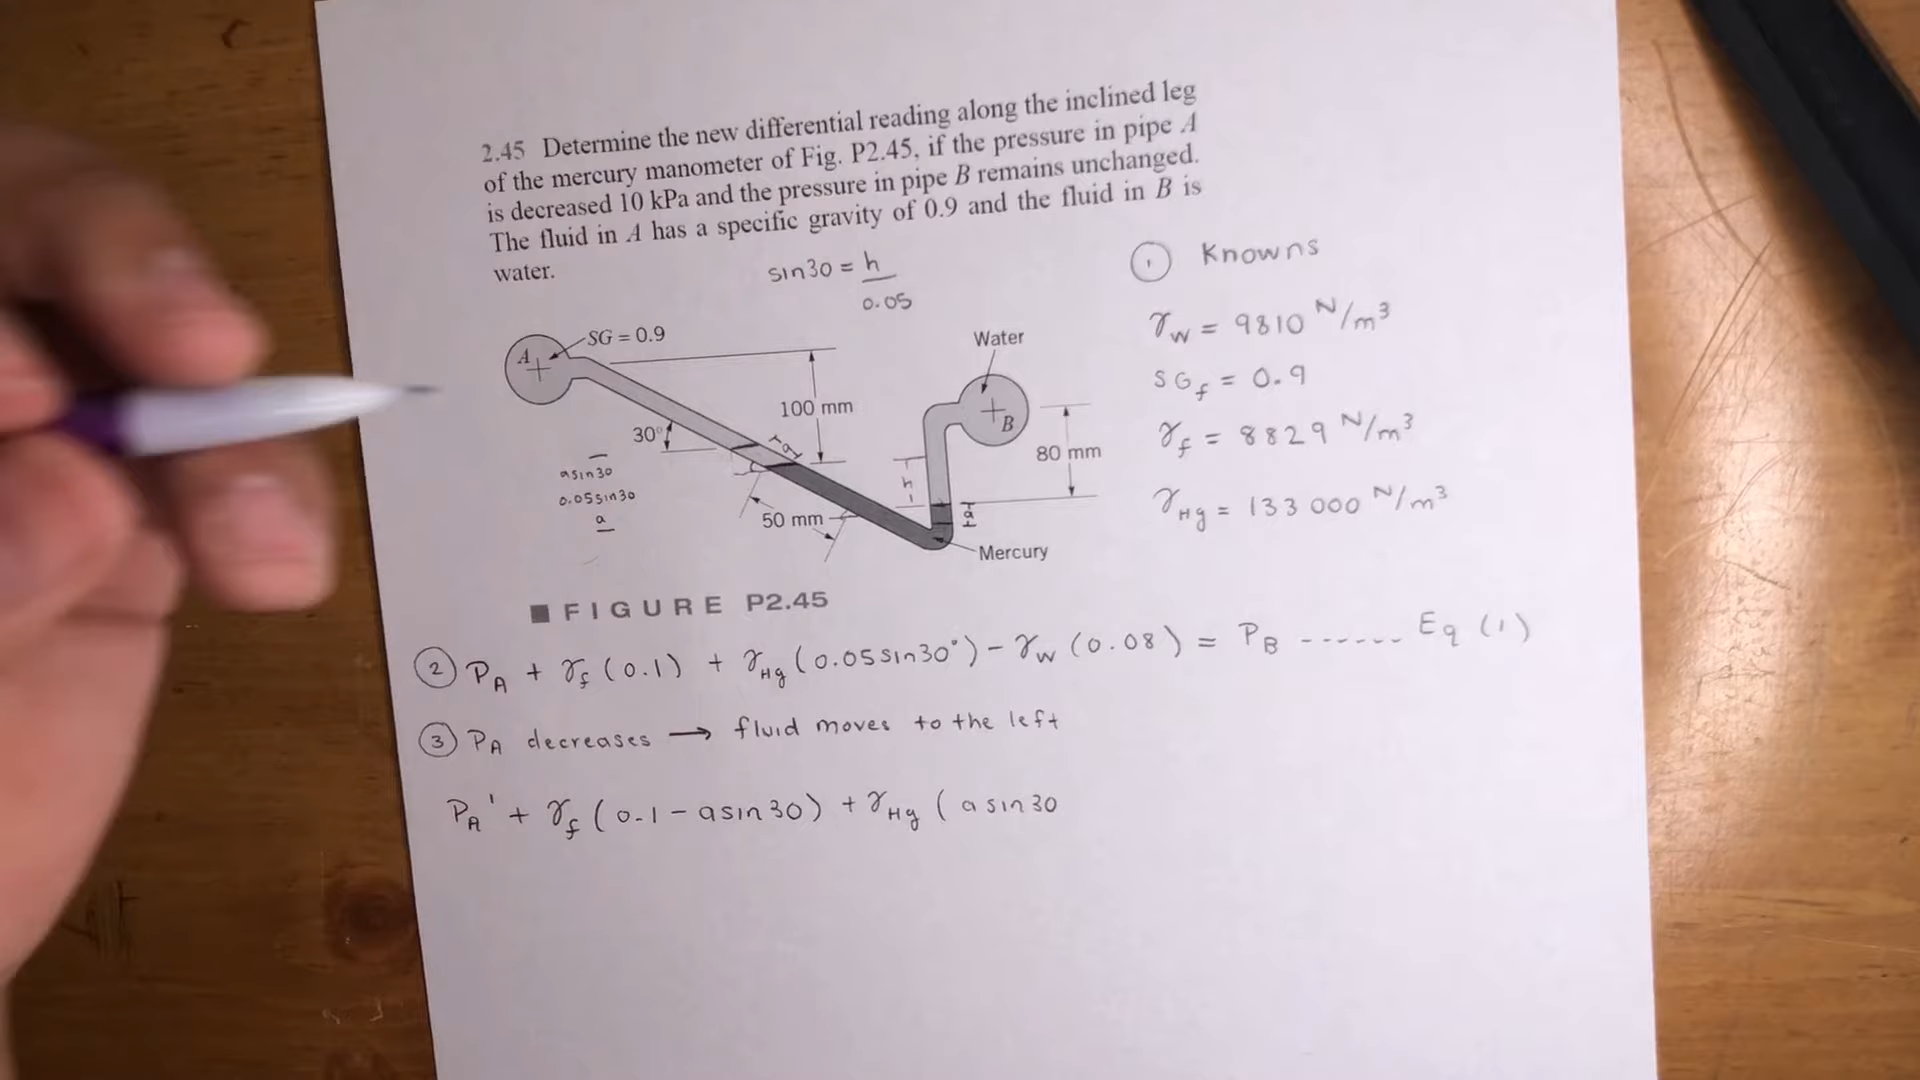 2.45 Determine the new differential reading along the inclined leg
of the mercury manometer of Fig. P2.45, if the pressure in pipe A
is decreased 10 kPa and the pressure in pipe B remains unchanged.
The fluid in A has a specific gravity of 0.9 and the fluid in B is
water.
sin30 = h
0.05
① Knowns
γw = 9810 N/m³
SGf = 0.9
γf = 8829 N/m³
γHg = 133 000 N/m³
A
SG = 0.9
Water
B
100 mm
80 mm
30°
a
h
a
50 mm
Mercury
a sin30
0.05 sin30
a
■ FIGURE P2.45
② PA + γf (0.1) + γHg (0.05 sin30°) - γw (0.08) = PB ------ Eq (1)
③ PA decreases → fluid moves to the left
PA' + γf (0.1 - a sin30) + γHg ( a sin30